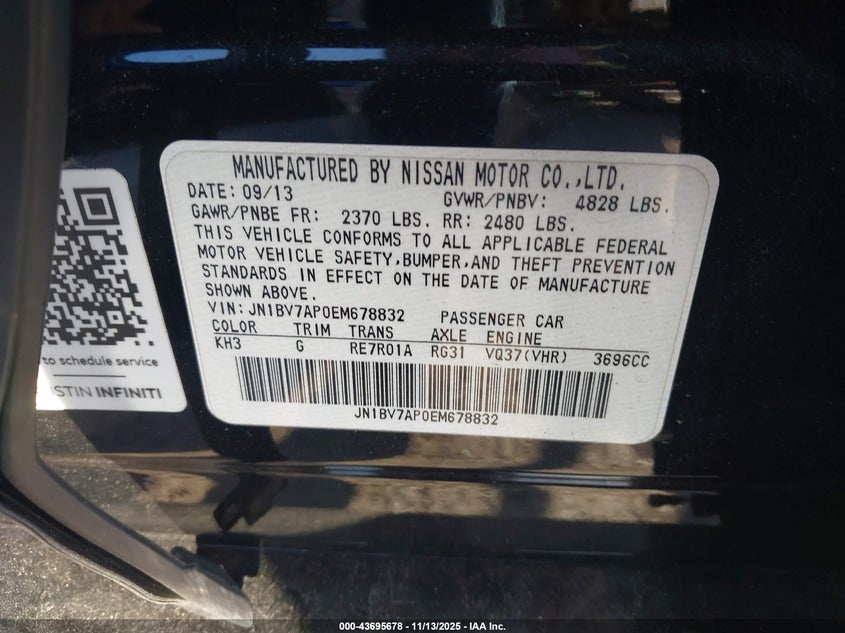 MANUFACTURED BY NISSAN MOTOR CO.,LTD.
DATE: 09/13 GVWR/PNBV: 4828 LBS.
GAWR/PNBE FR: 2370 LBS. RR: 2480 LBS.
THIS VEHICLE CONFORMS TO ALL APPLICABLE FEDERAL
MOTOR VEHICLE SAFETY,BUMPER,AND THEFT PREVENTION
STANDARDS IN EFFECT ON THE DATE OF MANUFACTURE
SHOWN ABOVE.
VIN: JN1BV7AP0EM678832 PASSENGER CAR
COLOR TRIM TRANS AXLE ENGINE
KH3 G RE7R01A RG31 VQ37(VHR) 3696CC
JN1BV7AP0EM678832
to schedule service
INFINITI
000-43695678 - 11/13/2025 - IAA Inc.